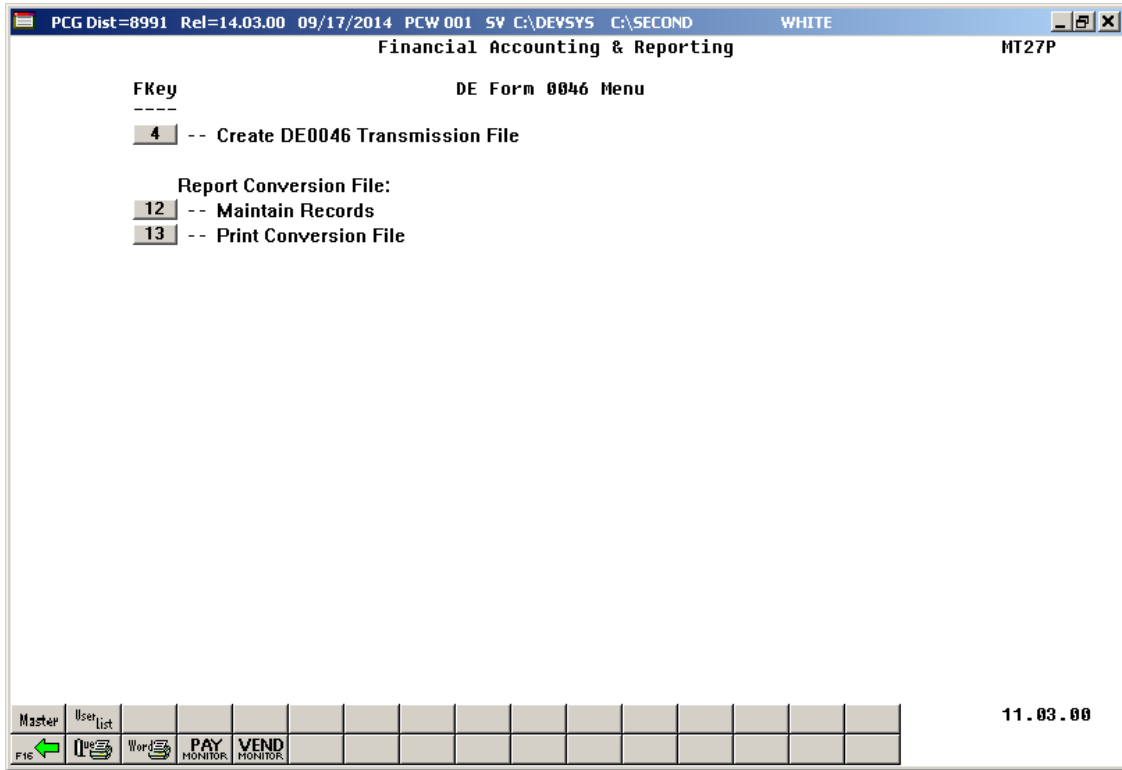 PCG Dist=8991 Rel=14.03.00 09/17/2014 PCW 001 SV C:\DEVSYS C:\SECOND WHITE
Financial Accounting & Reporting MT27P
FKey DE Form 0046 Menu
----
4 -- Create DE0046 Transmission File
Report Conversion File:
12 -- Maintain Records
13 -- Print Conversion File
Master User List 11.03.00
F16 Que Word PAY MONITOR VEND MONITOR